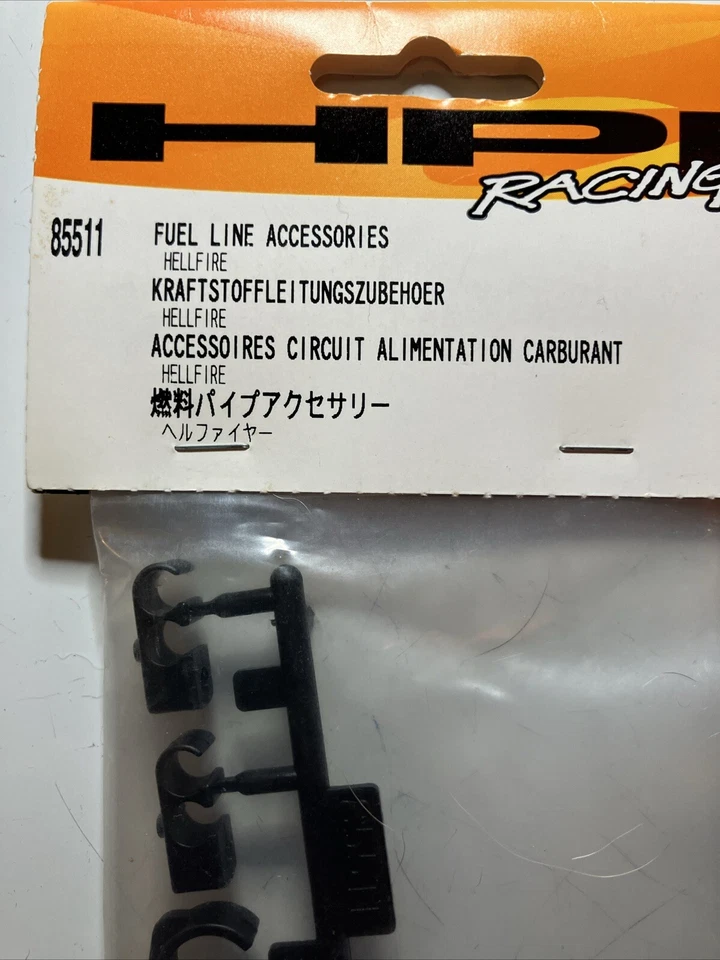 HPI
RACING
85511
FUEL LINE ACCESSORIES
HELLFIRE
KRAFTSTOFFLEITUNGSZUBEHOER
HELLFIRE
ACCESSOIRES CIRCUIT ALIMENTATION CARBURANT
HELLFIRE
燃料パイプアクセサリー
ヘルファイヤー